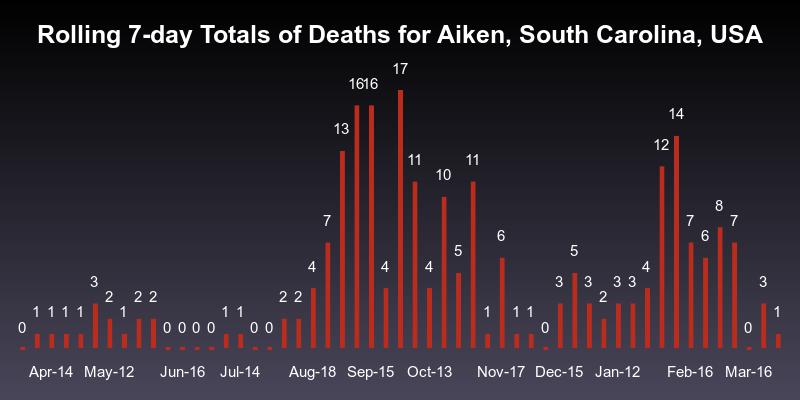 Rolling 7-day Totals of Deaths for Aiken, South Carolina, USA
0 1 1 1 1 3 2 1 2 2 0 0 0 0 1 1 0 0 2 2 4 7 13 16 16 4 17 11 4 10 5 11 1 6 1 1 0 3 5 3 2 3 3 4 12 14 7 6 8 7 0 3 1
Apr-14 May-12 Jun-16 Jul-14 Aug-18 Sep-15 Oct-13 Nov-17 Dec-15 Jan-12 Feb-16 Mar-16